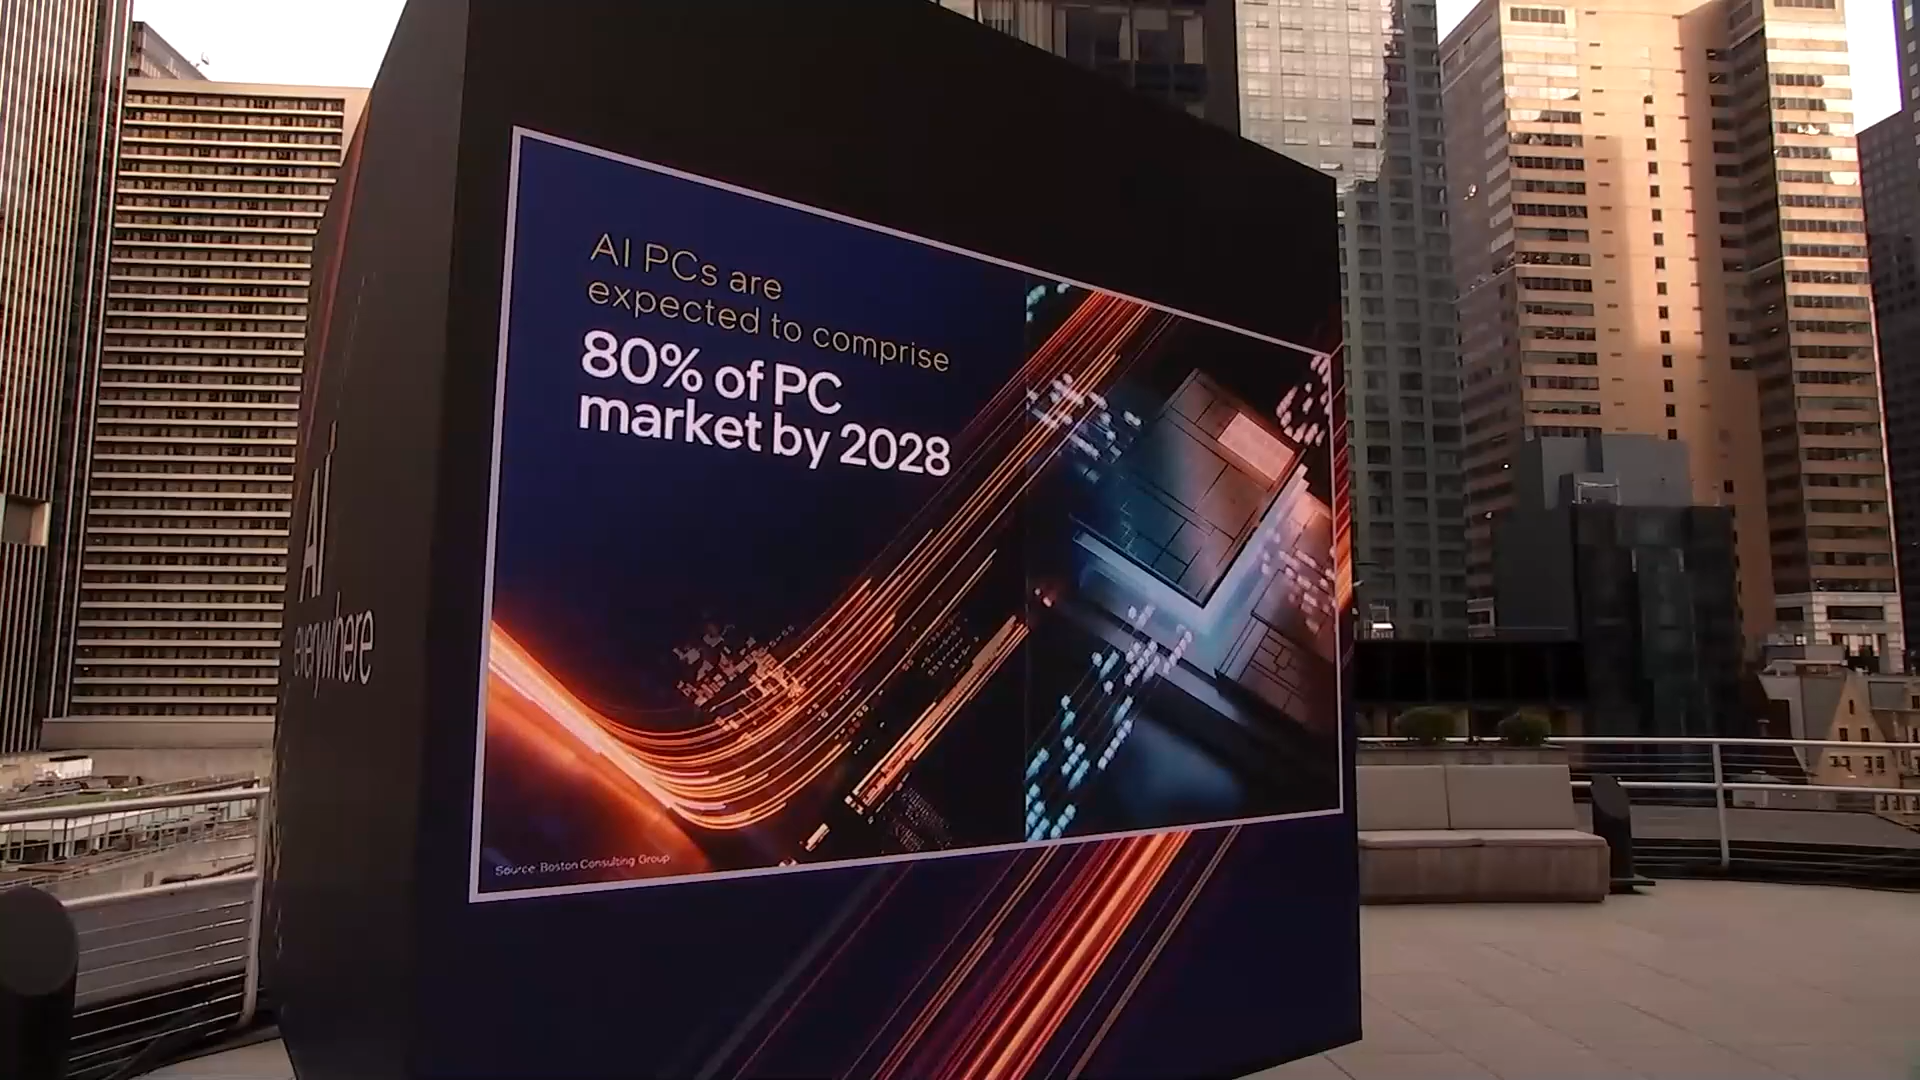 AI PCs are
expected to comprise
80% of PC
market by 2028
Source: Boston Consulting Group
AI
everywhere